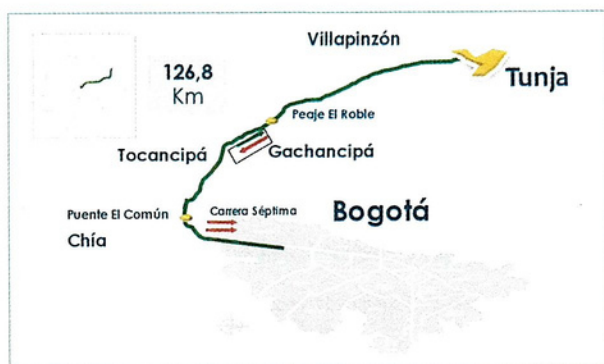 Villapinzón
126,8
Km
Tunja
Peaje El Roble
Tocancipá
Gachancipá
Puente El Común
Carrera Séptima
Bogotá
Chía